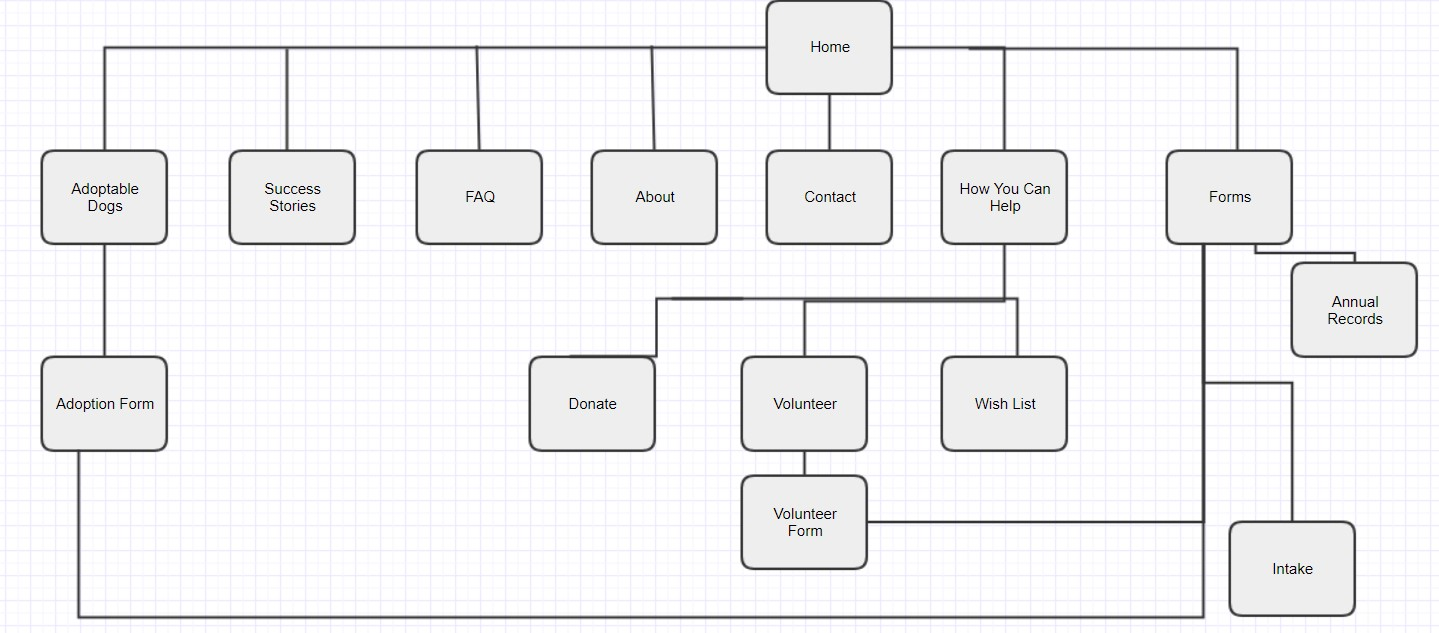 Home
Adoptable
Dogs
Success
Stories
FAQ
About
Contact
How You Can
Help
Forms
Annual
Records
Adoption Form
Donate
Volunteer
Wish List
Volunteer
Form
Intake